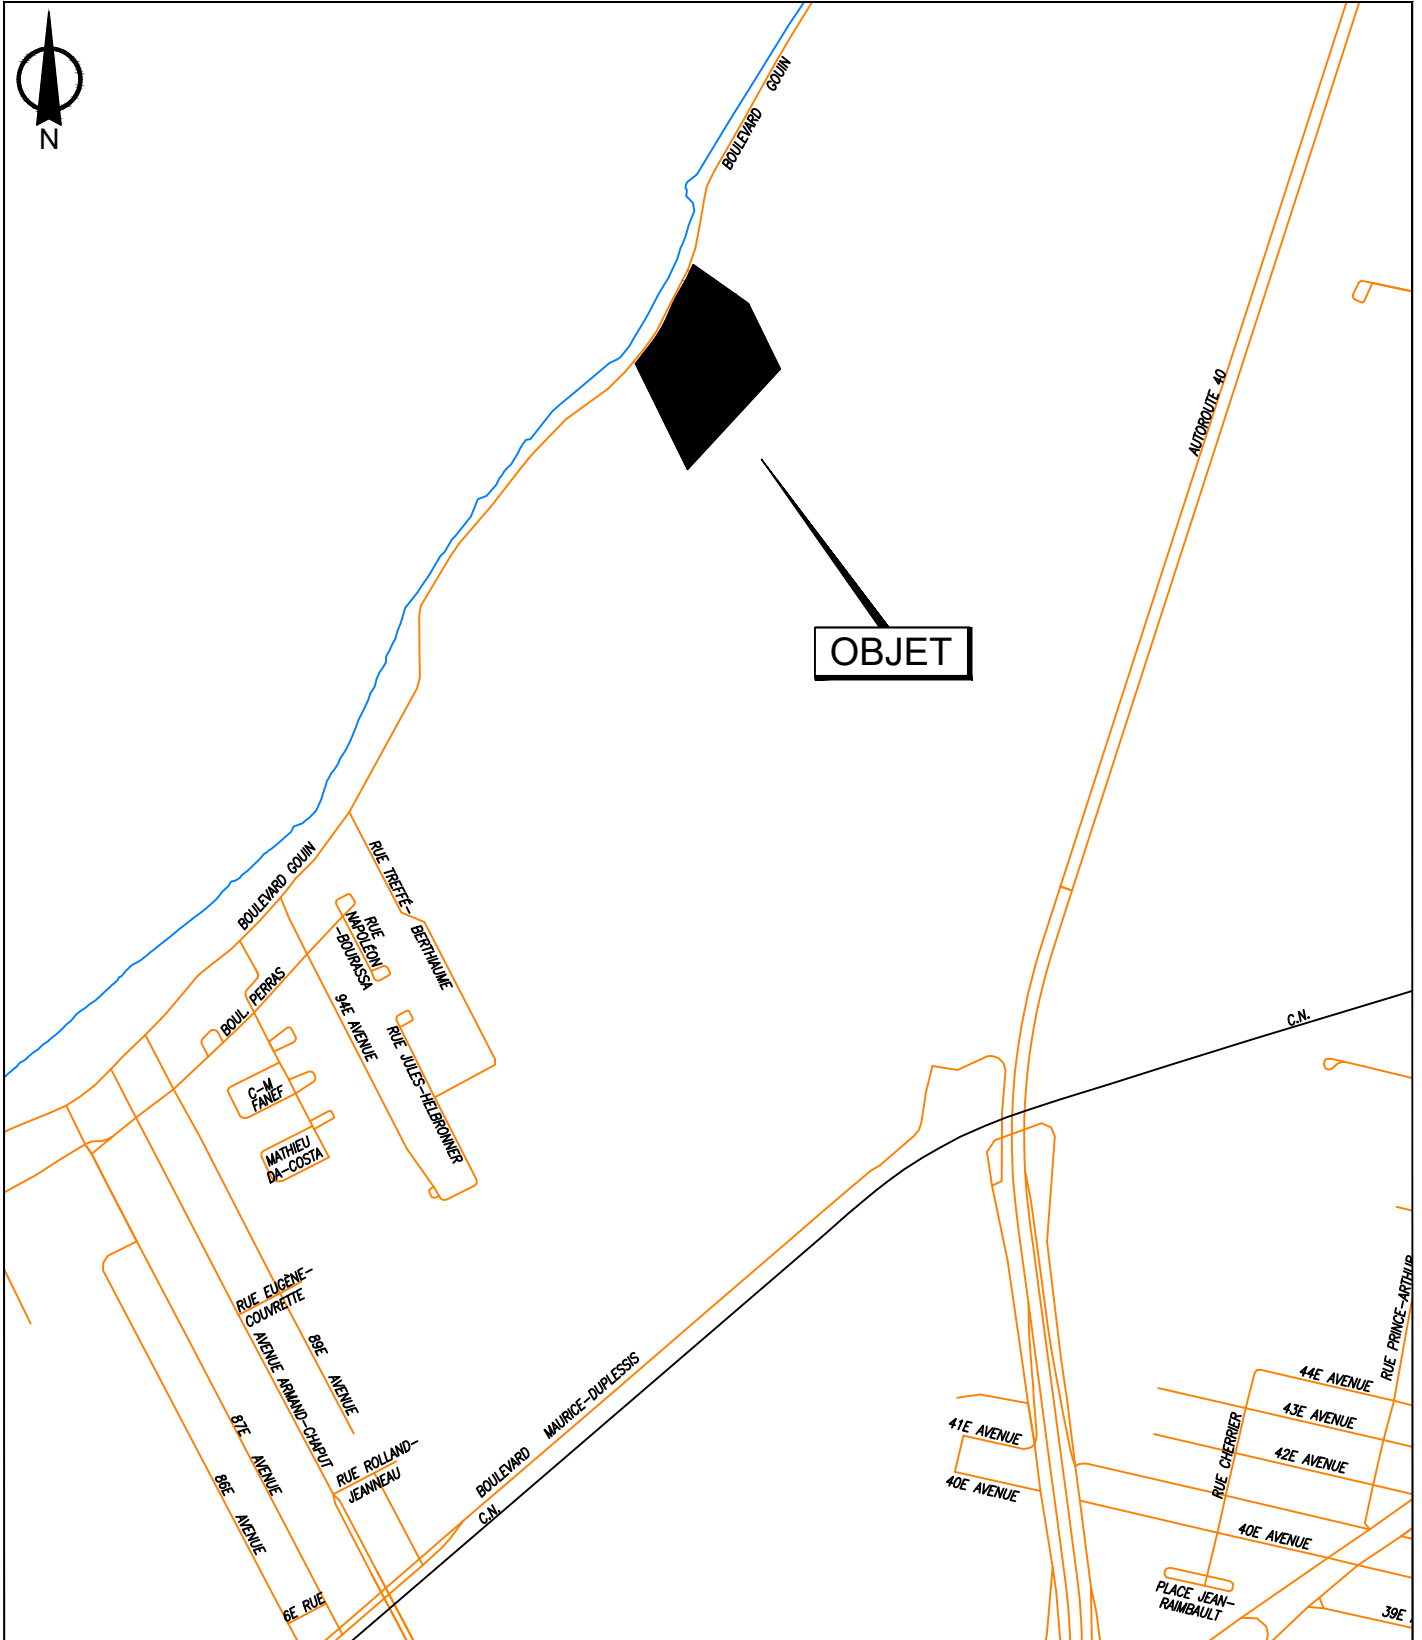 N
BOULEVARD GOUIN
AUTOROUTE 40
OBJET
BOULEVARD GOUIN
RUE TREFFÉ-
BERTHIAUME
RUE
NAPOLÉON
-BOURASSA
BOUL. PERRAS
94E AVENUE
RUE JULES-HELBRONNER
C.N.
C-M
FANEF
MATHIEU
DA-COSTA
RUE EUGÈNE-
COUVRETTE
AVENUE ARMAND-CHAPUT
89E AVENUE
BOULEVARD MAURICE-DUPLESSIS
C.N.
RUE ROLLAND-
JEANNEAU
87E AVENUE
86E AVENUE
6E RUE
RUE PRINCE-ARTHUR
44E AVENUE
43E AVENUE
42E AVENUE
RUE CHERRIER
41E AVENUE
40E AVENUE
40E AVENUE
PLACE JEAN-
RAIMBAULT
39E